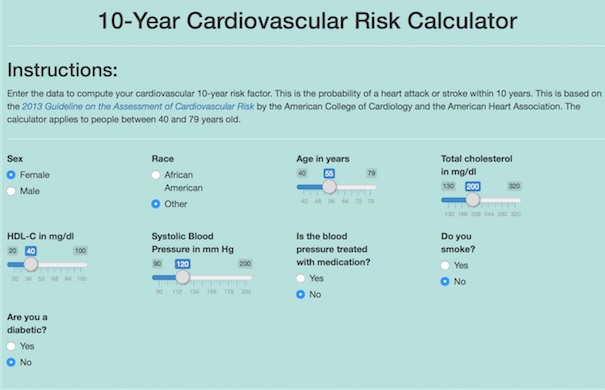 10-Year Cardiovascular Risk Calculator
Instructions:
Enter the data to compute your cardiovascular 10-year risk factor. This is the probability of a heart attack or stroke within 10 years. This is based on
the 2013 Guideline on the Assessment of Cardiovascular Risk by the American College of Cardiology and the American Heart Association. The
calculator applies to people between 40 and 79 years old.
Sex
Female
Male
Race
African
American
Other
Age in years
40 55 79
40 48 56 64 72 79
Total cholesterol
in mg/dl
130 200 320
130 168 206 244 282 320
HDL-C in mg/dl
20 40 100
20 36 52 68 84 100
Systolic Blood
Pressure in mm Hg
90 120 200
90 112 134 156 178 200
Is the blood
pressure treated
with medication?
Yes
No
Do you
smoke?
Yes
No
Are you a
diabetic?
Yes
No